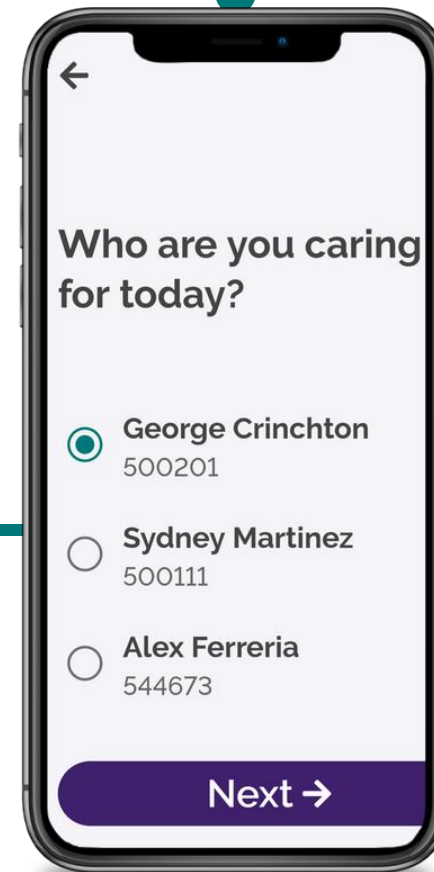 Who are you caring
for today?
George Crinchton
500201
Sydney Martinez
500111
Alex Ferreria
544673
Next →